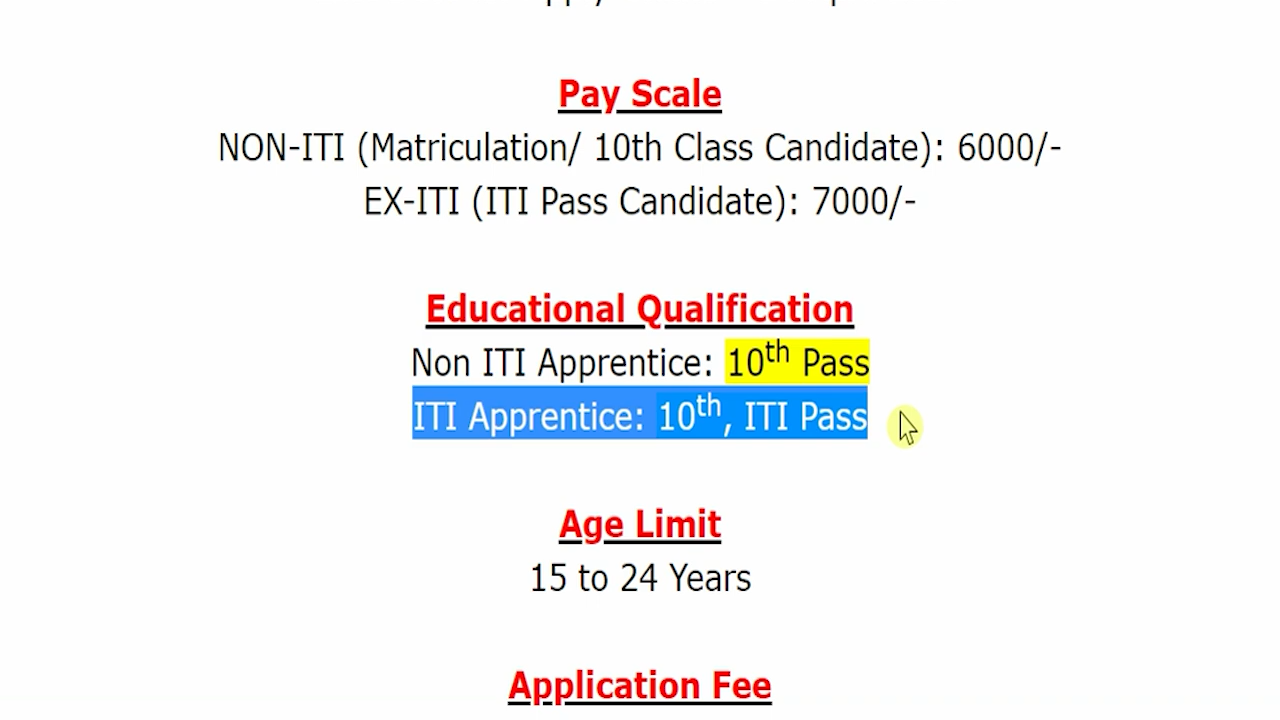 Pay Scale
NON-ITI (Matriculation/ 10th Class Candidate): 6000/-
EX-ITI (ITI Pass Candidate): 7000/-
Educational Qualification
Non ITI Apprentice: 10th Pass
ITI Apprentice: 10th, ITI Pass
Age Limit
15 to 24 Years
Application Fee